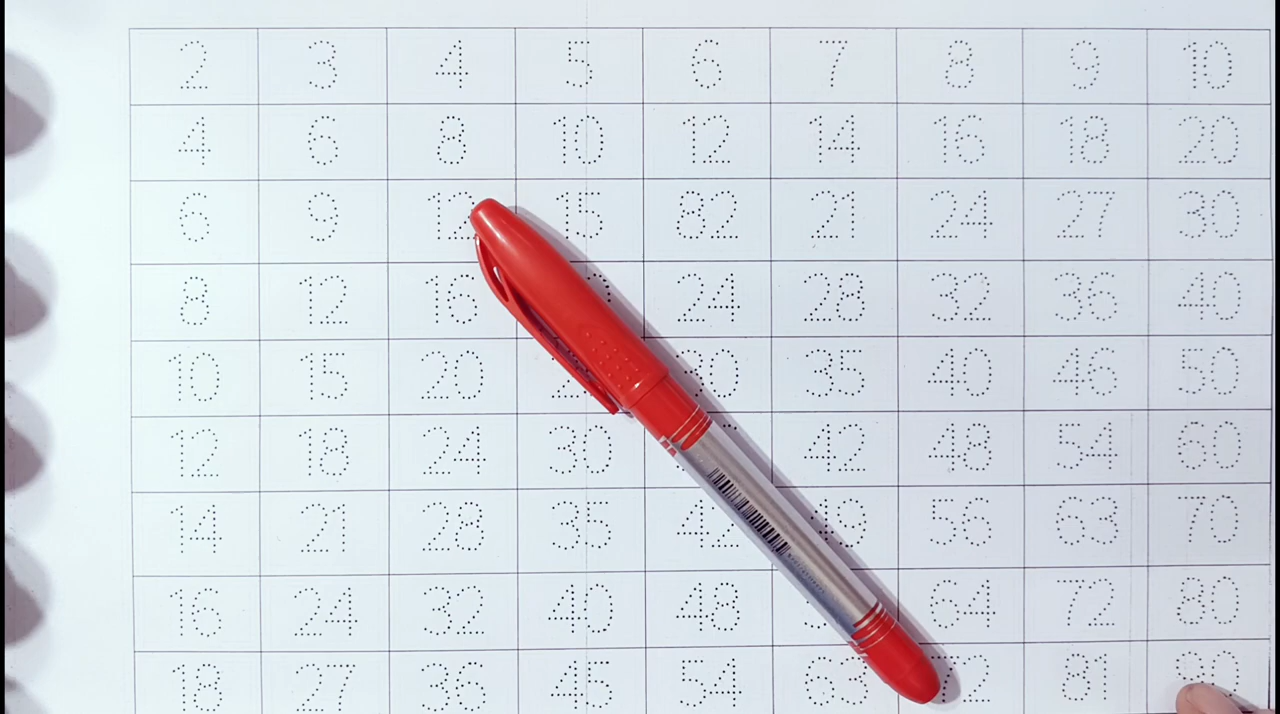 2 3 4 5 6 7 8 9 10
4 6 8 10 12 14 16 18 20
6 9 12 15 82 21 24 27 30
8 12 16 24 28 32 36 40
10 15 20 30 35 40 46 50
12 18 24 30 42 48 54 60
14 21 28 35 42 56 63 70
16 24 32 40 48 64 72 80
18 27 36 45 54 63 81